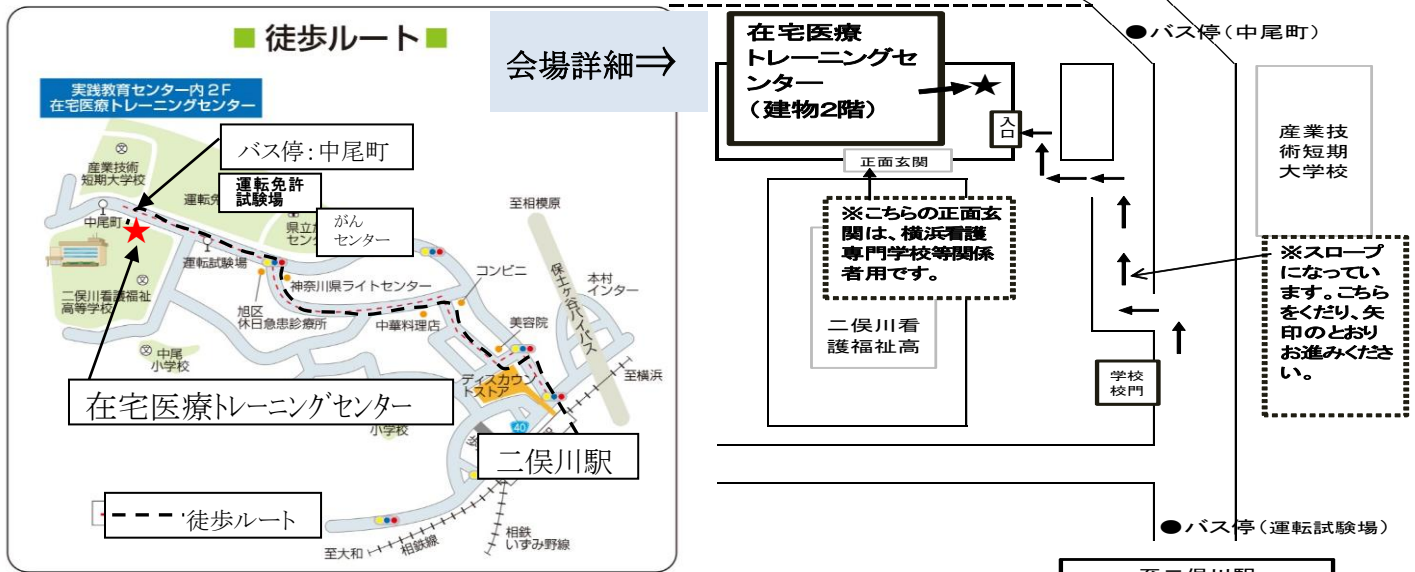 ■ 徒歩ルート ■
実践教育センター内2F
在宅医療トレーニングセンター
バス停：中尾町
産業技術
短期大学校
運転免許
試験場
がん
センター
県立が
センタ
中尾町
運転試験場
至相模原
コンビニ
保土ヶ谷バイパス
本村
インター
二俣川看護福祉
高等学校
神奈川県ライトセンター
旭区
休日急患診療所
中華料理店
美容院
中尾
小学校
ディスカウン
トストア
至横浜
在宅医療トレーニングセンター
小学校
40
二俣川駅
徒歩ルート
至大和
相鉄線
相鉄
いずみ野線
会場詳細⇒
在宅医療
トレーニングセ
ンター
（建物2階）
入口
正面玄関
※こちらの正面玄
関は、横浜看護
専門学校等関係
者用です。
二俣川看
護福祉高
●バス停（中尾町）
産業技
術短期
大学校
※スロープ
になってい
ます。こちら
をくだり、矢
印のとおり
お進みくださ
い。
学校
校門
●バス停（運転試験場）